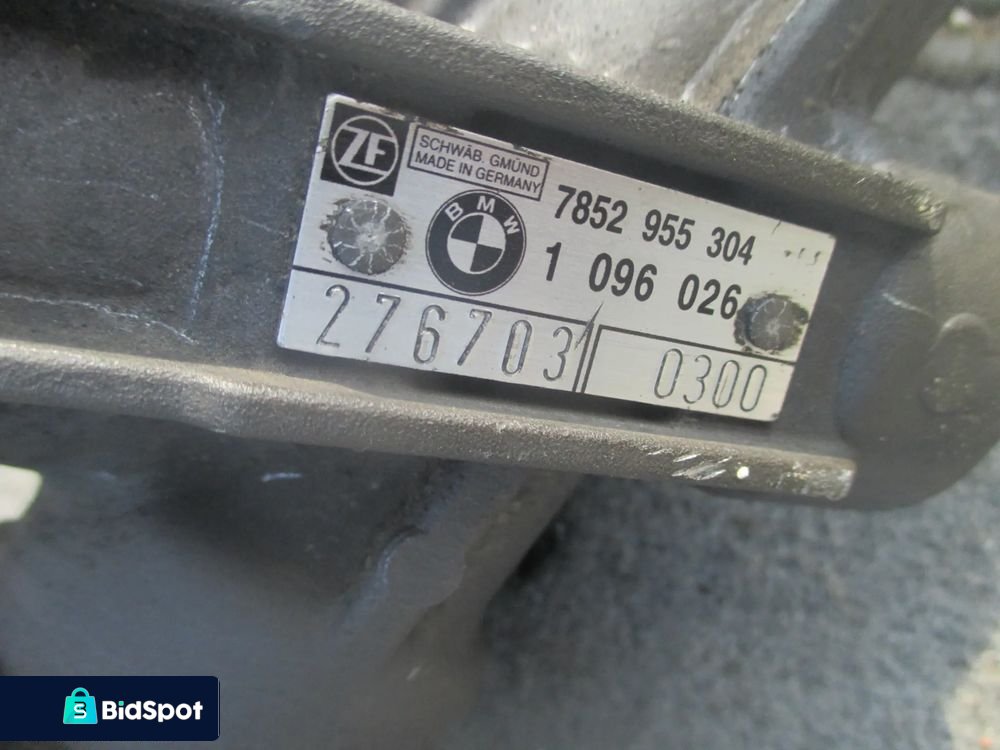 ZF
SCHWÄB. GMÜND
MADE IN GERMANY
BMW
7852 955 304
1 096 026
276703
0300
BidSpot